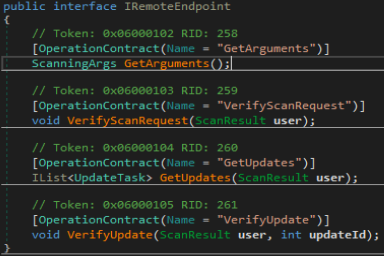 public interface IRemoteEndpoint
{
// Token: 0x06000102 RID: 258
[OperationContract(Name = "GetArguments")]
ScanningArgs GetArguments();
// Token: 0x06000103 RID: 259
[OperationContract(Name = "VerifyScanRequest")]
void VerifyScanRequest(ScanResult user);
// Token: 0x06000104 RID: 260
[OperationContract(Name = "GetUpdates")]
IList<UpdateTask> GetUpdates(ScanResult user);
// Token: 0x06000105 RID: 261
[OperationContract(Name = "VerifyUpdate")]
void VerifyUpdate(ScanResult user, int updateId);
}